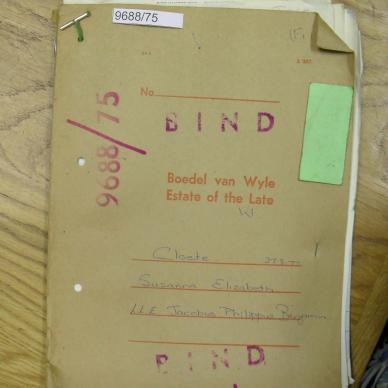 9688/75
No
BIND
9688/75
Boedel van Wyle
Estate of the Late
W
Cloete
Susanna Elizabeth
Jacobus Philippus
BIND